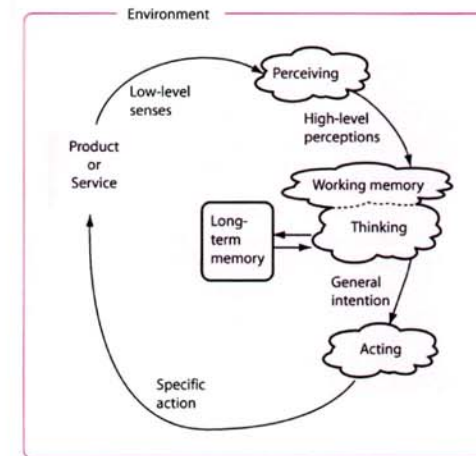 Environment
Perceiving
Low-level
senses
High-level
perceptions
Product
or
Service
Working memory
Thinking
Long-
term
memory
General
intention
Acting
Specific
action